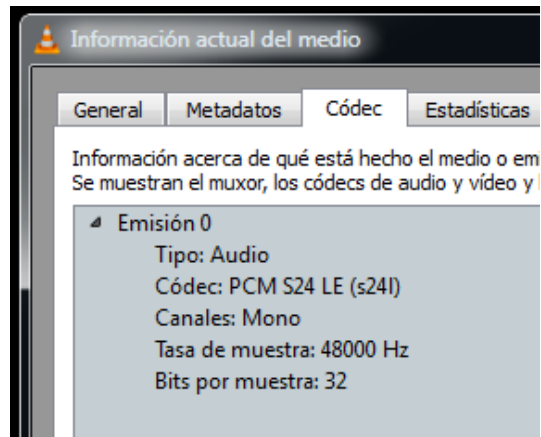 Información actual del medio
General Metadatos Códec Estadísticas
Información acerca de qué está hecho el medio o
Se muestran el muxor, los códecs de audio y vídeo y
Emisión 0
Tipo: Audio
Códec: PCM S24 LE (s24l)
Canales: Mono
Tasa de muestra: 48000 Hz
Bits por muestra: 32